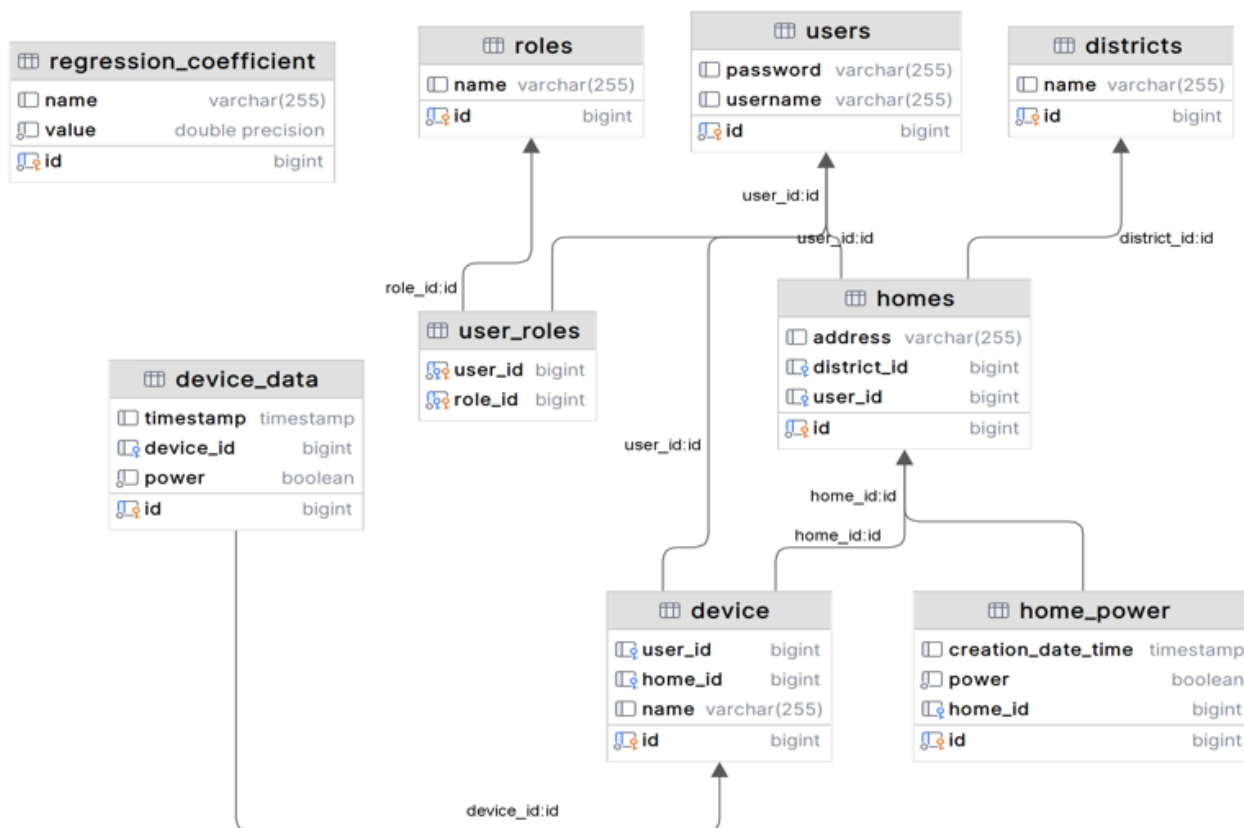 regression_coefficient
name varchar(255)
value double precision
id bigint
roles
name varchar(255)
id bigint
users
password varchar(255)
username varchar(255)
id bigint
districts
name varchar(255)
id bigint
user_id:id
user_id:id
district_id:id
role_id:id
user_roles
user_id bigint
role_id bigint
homes
address varchar(255)
district_id bigint
user_id bigint
id bigint
device_data
timestamp timestamp
device_id bigint
power boolean
id bigint
user_id:id
home_id:id
home_id:id
device
user_id bigint
home_id bigint
name varchar(255)
id bigint
home_power
creation_date_time timestamp
power boolean
home_id bigint
id bigint
device_id:id